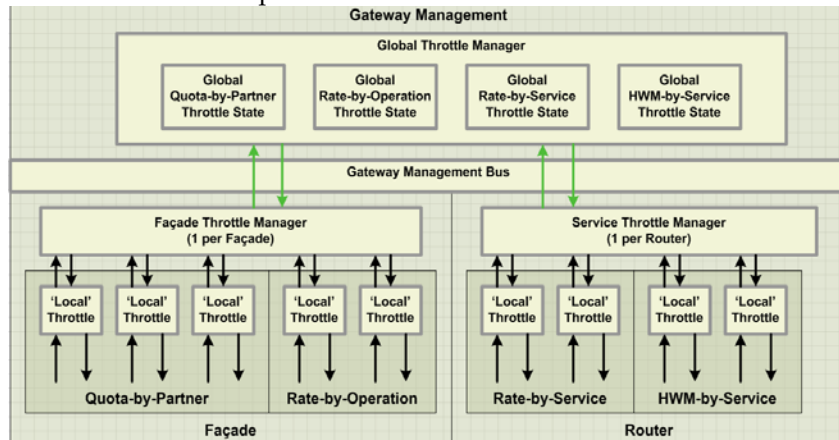 Gateway Management
Global Throttle Manager
Global
Quota-by-Partner
Throttle State
Global
Rate-by-Operation
Throttle State
Global
Rate-by-Service
Throttle State
Global
HWM-by-Service
Throttle State
Gateway Management Bus
Façade Throttle Manager
(1 per Façade)
Service Throttle Manager
(1 per Router)
'Local'
Throttle
'Local'
Throttle
'Local'
Throttle
'Local'
Throttle
'Local'
Throttle
'Local'
Throttle
'Local'
Throttle
'Local'
Throttle
'Local'
Throttle
Quota-by-Partner
Rate-by-Operation
Rate-by-Service
HWM-by-Service
Façade
Router